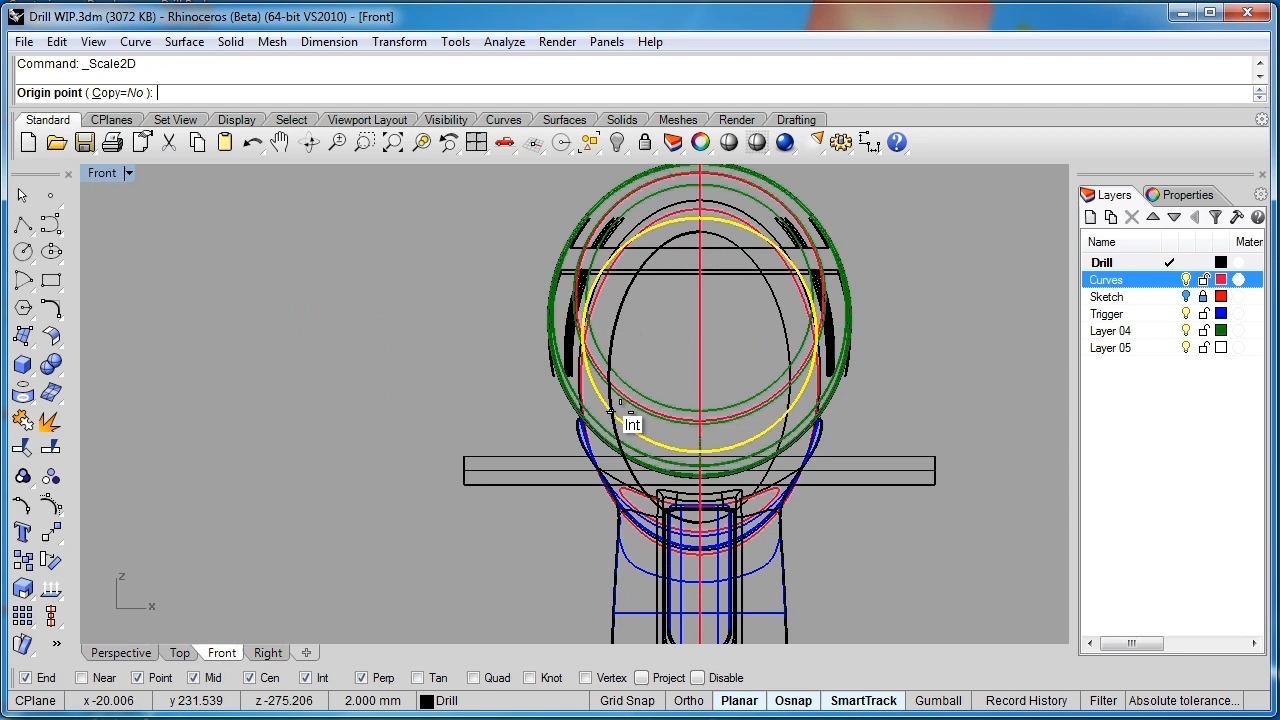 Drill WIP.3dm (3072 KB) - Rhinoceros (Beta) (64-bit VS2010) - [Front]
File Edit View Curve Surface Solid Mesh Dimension Transform Tools Analyze Render Panels Help
Command: _Scale2D
Origin point ( Copy=No ):
Standard CPlanes Set View Display Select Viewport Layout Visibility Curves Surfaces Solids Meshes Render Drafting
Front
Layers Properties
Name Mater
Drill
Curves
Sketch
Trigger
Layer 04
Layer 05
Int
z
x
Perspective Top Front Right
End Near Point Mid Cen Int Perp Tan Quad Knot Vertex Project Disable
CPlane x -20.006 y 231.539 z -275.206 2.000 mm Drill Grid Snap Ortho Planar Osnap SmartTrack Gumball Record History Filter Absolute tolerance...